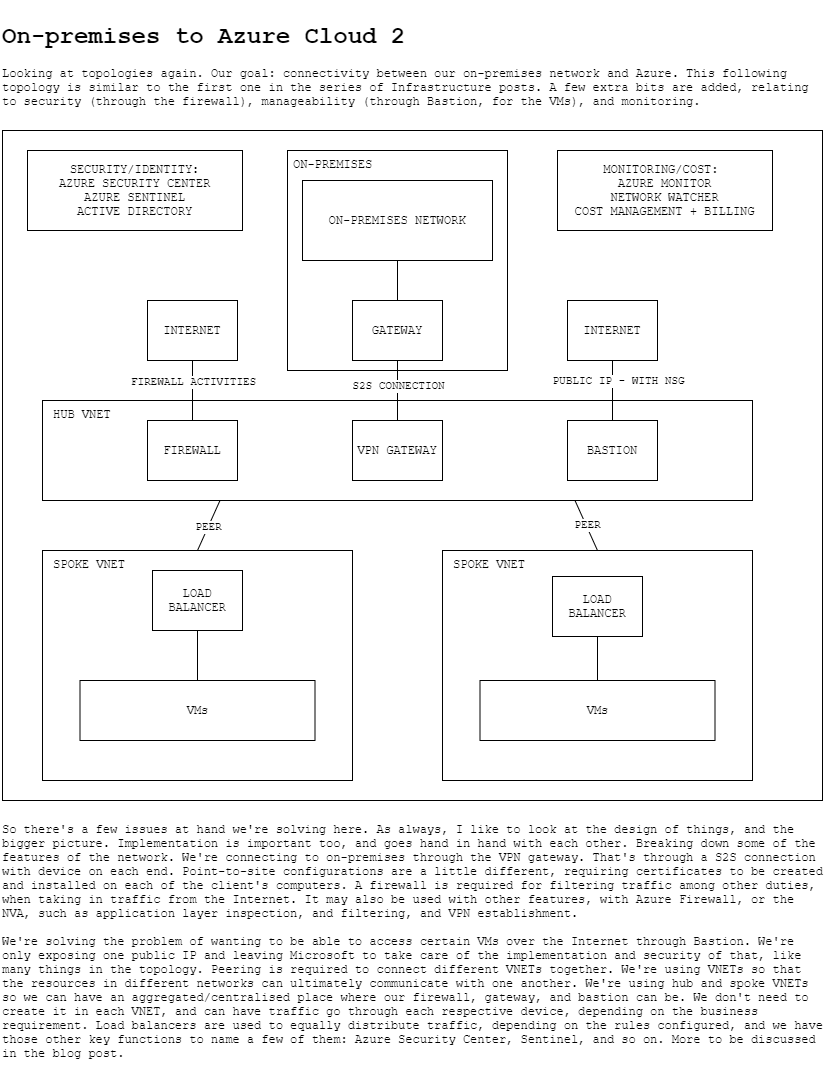 On-premises to Azure Cloud 2
Looking at topologies again. Our goal: connectivity between our on-premises network and Azure. This following
topology is similar to the first one in the series of Infrastructure posts. A few extra bits are added, relating
to security (through the firewall), manageability (through Bastion, for the VMs), and monitoring.
SECURITY/IDENTITY:
AZURE SECURITY CENTER
AZURE SENTINEL
ACTIVE DIRECTORY
ON-PREMISES
ON-PREMISES NETWORK
MONITORING/COST:
AZURE MONITOR
NETWORK WATCHER
COST MANAGEMENT + BILLING
INTERNET
GATEWAY
INTERNET
FIREWALL ACTIVITIES
S2S CONNECTION
PUBLIC IP - WITH NSG
HUB VNET
FIREWALL
VPN GATEWAY
BASTION
PEER
PEER
SPOKE VNET
LOAD
BALANCER
VMs
SPOKE VNET
LOAD
BALANCER
VMs
So there's a few issues at hand we're solving here. As always, I like to look at the design of things, and the
bigger picture. Implementation is important too, and goes hand in hand with each other. Breaking down some of the
features of the network. We're connecting to on-premises through the VPN gateway. That's through a S2S connection
with device on each end. Point-to-site configurations are a little different, requiring certificates to be created
and installed on each of the client's computers. A firewall is required for filtering traffic among other duties,
when taking in traffic from the Internet. It may also be used with other features, with Azure Firewall, or the
NVA, such as application layer inspection, and filtering, and VPN establishment.
We're solving the problem of wanting to be able to access certain VMs over the Internet through Bastion. We're
only exposing one public IP and leaving Microsoft to take care of the implementation and security of that, like
many things in the topology. Peering is required to connect different VNETs together. We're using VNETs so that
the resources in different networks can ultimately communicate with one another. We're using hub and spoke VNETs
so we can have an aggregated/centralised place where our firewall, gateway, and bastion can be. We don't need to
create it in each VNET, and can have traffic go through each respective device, depending on the business
requirement. Load balancers are used to equally distribute traffic, depending on the rules configured, and we have
those other key functions to name a few of them: Azure Security Center, Sentinel, and so on. More to be discussed
in the blog post.